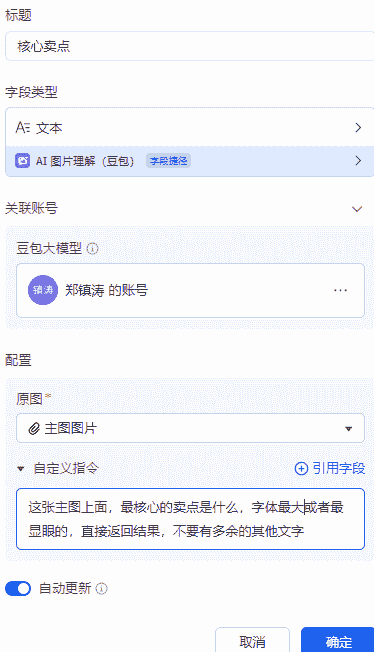 标题
核心卖点
字段类型
文本
AI 图片理解（豆包） 字段捷径
关联账号
豆包大模型
镇涛 郑镇涛 的账号
配置
原图*
主图图片
自定义指令 引用字段
这张主图上面，最核心的卖点是什么，字体最大或者最
显眼的，直接返回结果，不要有多余的其他文字
自动更新
取消 确定